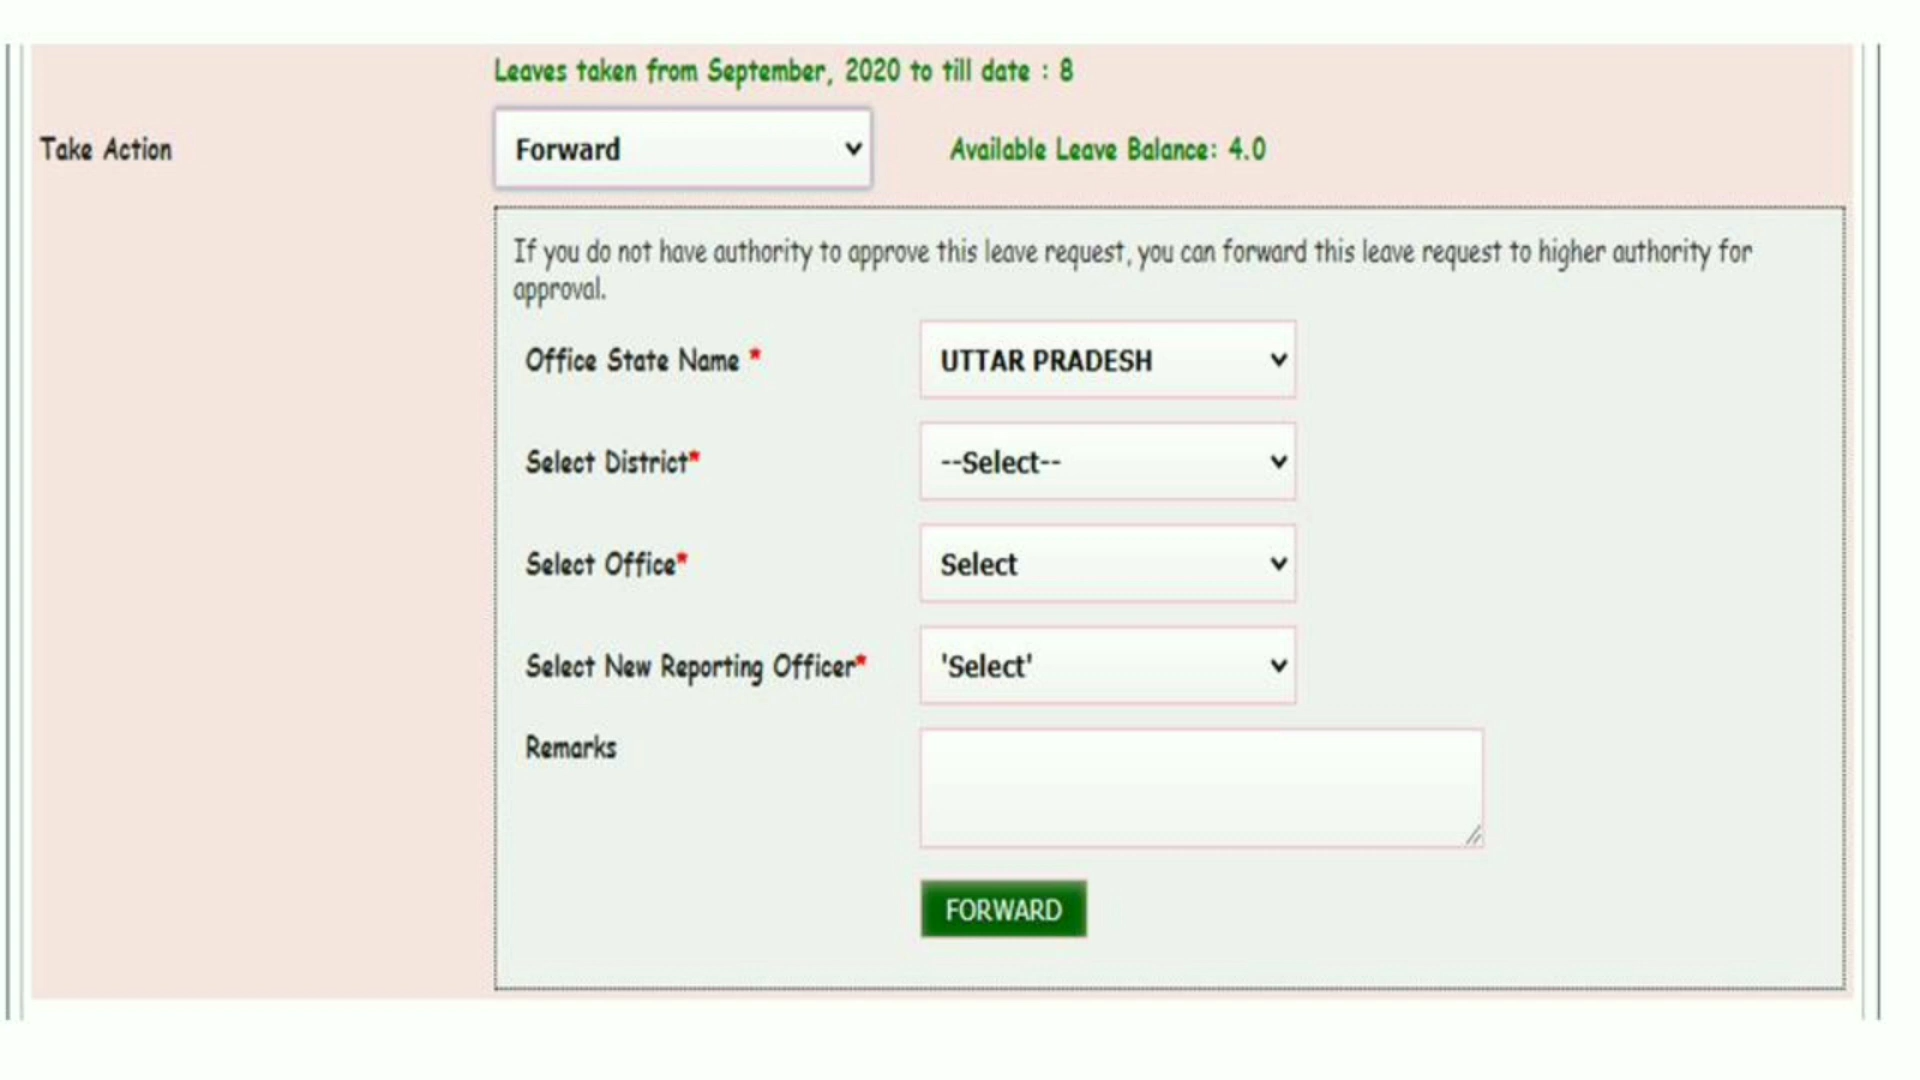 Leaves taken from September, 2020 to till date : 8
Take Action
Forward
Available Leave Balance: 4.0
If you do not have authority to approve this leave request, you can forward this leave request to higher authority for
approval.
Office State Name *
UTTAR PRADESH
Select District*
--Select--
Select Office*
Select
Select New Reporting Officer*
'Select'
Remarks
FORWARD